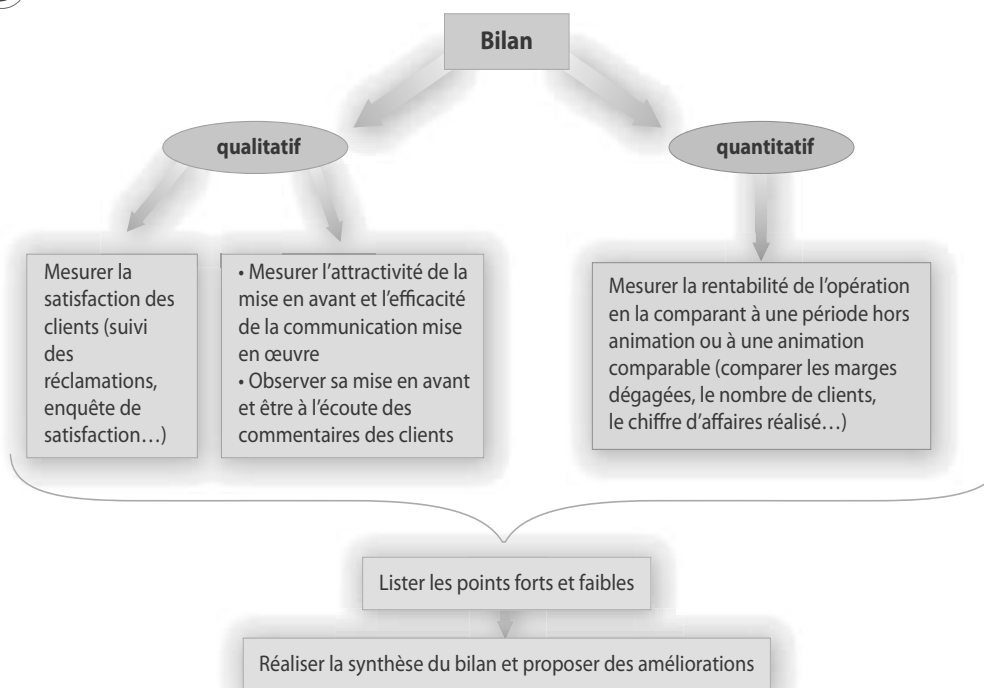 Bilan
qualitatif
quantitatif
Mesurer la
satisfaction des
clients (suivi
des
réclamations,
enquête de
satisfaction…)
• Mesurer l’attractivité de la
mise en avant et l’efficacité
de la communication mise
en œuvre
• Observer sa mise en avant
et être à l’écoute des
commentaires des clients
Mesurer la rentabilité de l’opération
en la comparant à une période hors
animation ou à une animation
comparable (comparer les marges
dégagées, le nombre de clients,
le chiffre d’affaires réalisé…)
Lister les points forts et faibles
Réaliser la synthèse du bilan et proposer des améliorations